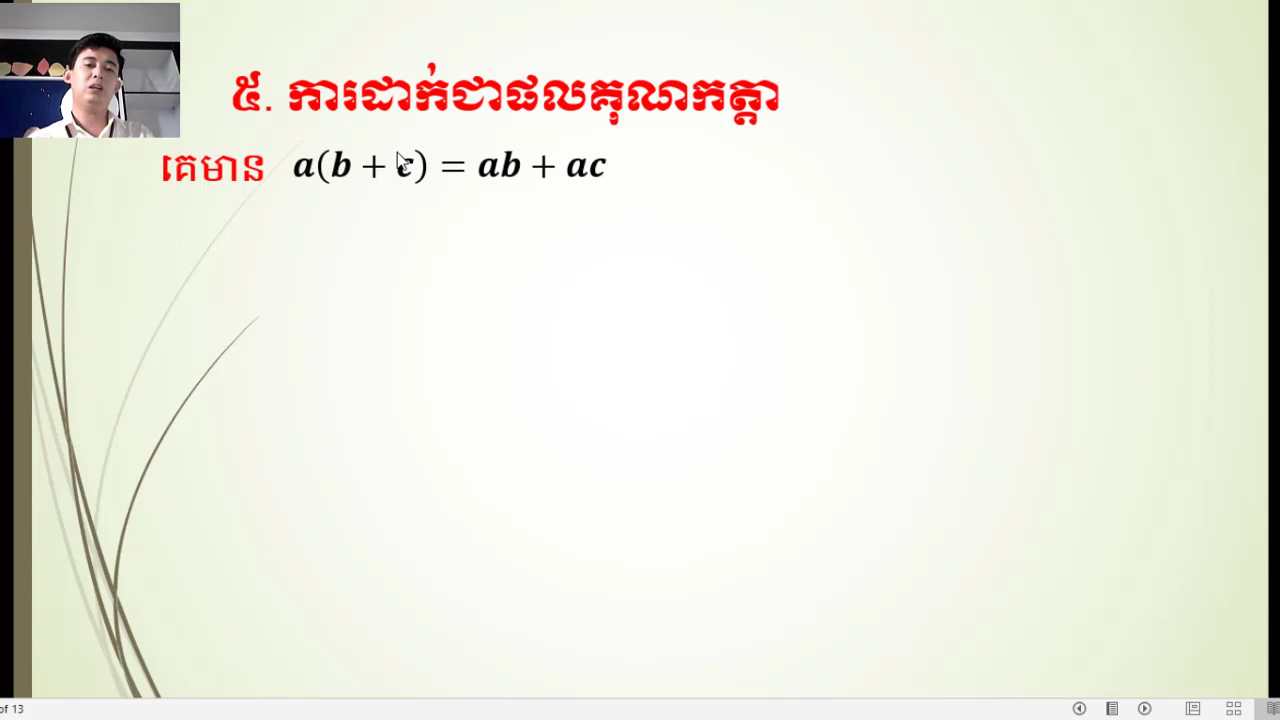 ៥. ការដាក់ជាផលគុណកត្តា
គេមាន a(b + c) = ab + ac
of 13